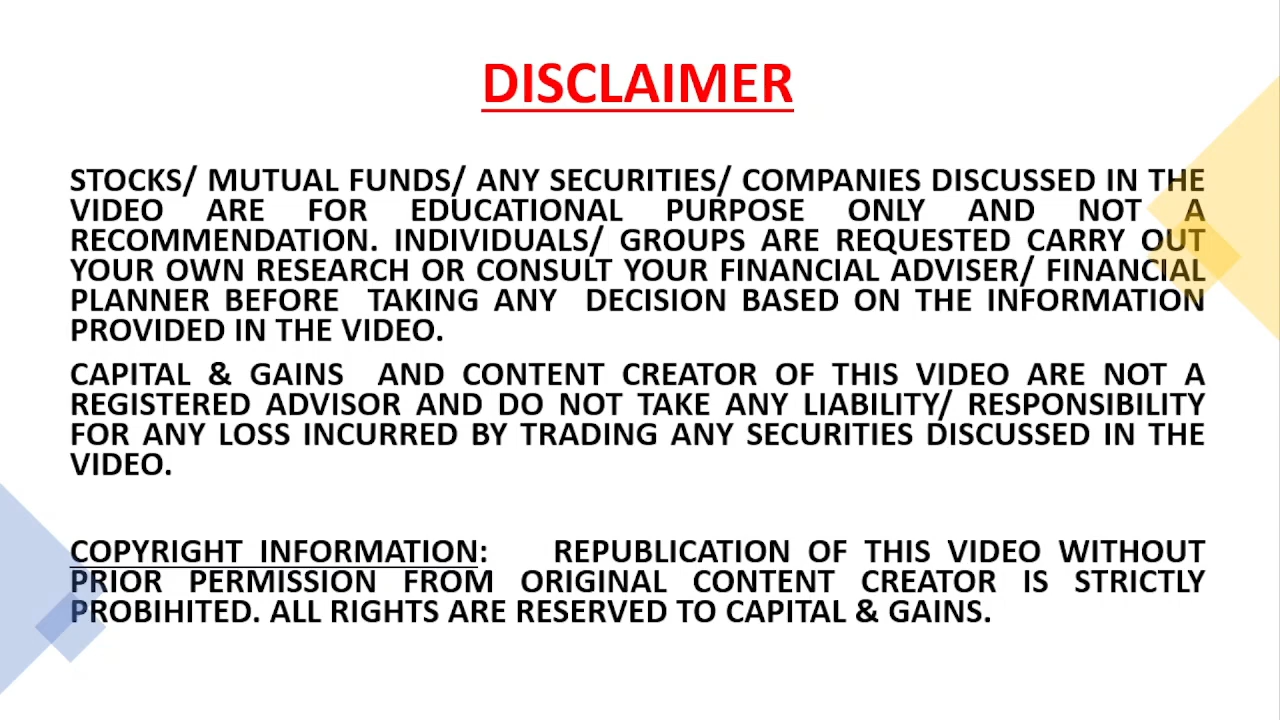 DISCLAIMER
STOCKS/ MUTUAL FUNDS/ ANY SECURITIES/ COMPANIES DISCUSSED IN THE
VIDEO ARE FOR EDUCATIONAL PURPOSE ONLY AND NOT A
RECOMMENDATION. INDIVIDUALS/ GROUPS ARE REQUESTED CARRY OUT
YOUR OWN RESEARCH OR CONSULT YOUR FINANCIAL ADVISER/ FINANCIAL
PLANNER BEFORE TAKING ANY DECISION BASED ON THE INFORMATION
PROVIDED IN THE VIDEO.
CAPITAL & GAINS AND CONTENT CREATOR OF THIS VIDEO ARE NOT A
REGISTERED ADVISOR AND DO NOT TAKE ANY LIABILITY/ RESPONSIBILITY
FOR ANY LOSS INCURRED BY TRADING ANY SECURITIES DISCUSSED IN THE
VIDEO.
COPYRIGHT INFORMATION: REPUBLICATION OF THIS VIDEO WITHOUT
PRIOR PERMISSION FROM ORIGINAL CONTENT CREATOR IS STRICTLY
PROBIHITED. ALL RIGHTS ARE RESERVED TO CAPITAL & GAINS.